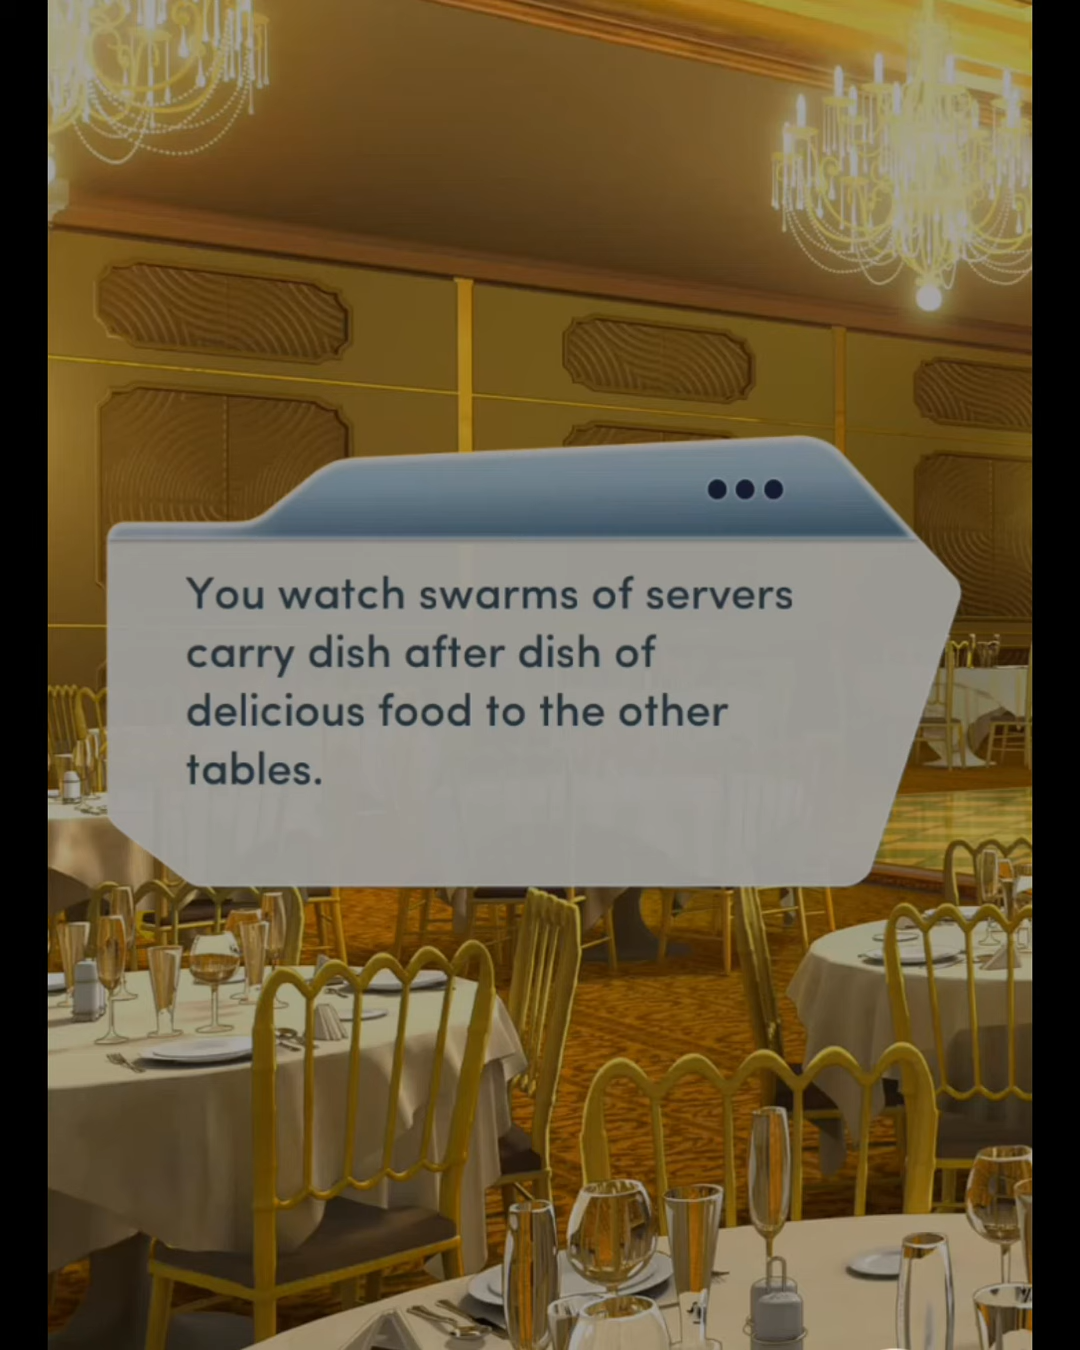 You watch swarms of servers
carry dish after dish of
delicious food to the other
tables.